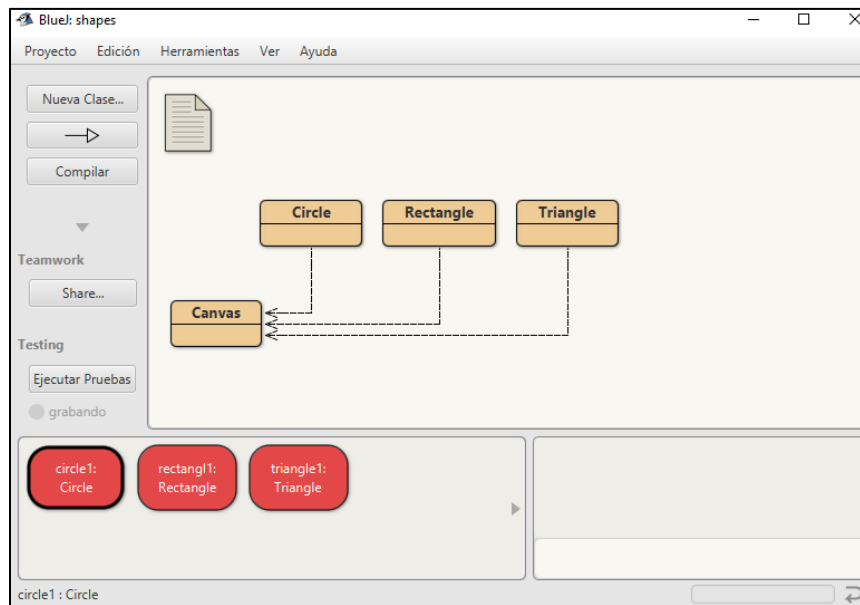 BlueJ: shapes
Proyecto Edición Herramientas Ver Ayuda
Nueva Clase...
Compilar
Teamwork
Share...
Testing
Ejecutar Pruebas
grabando
Circle
Rectangle
Triangle
Canvas
circle1:
Circle
rectangl1:
Rectangle
triangle1:
Triangle
circle1 : Circle